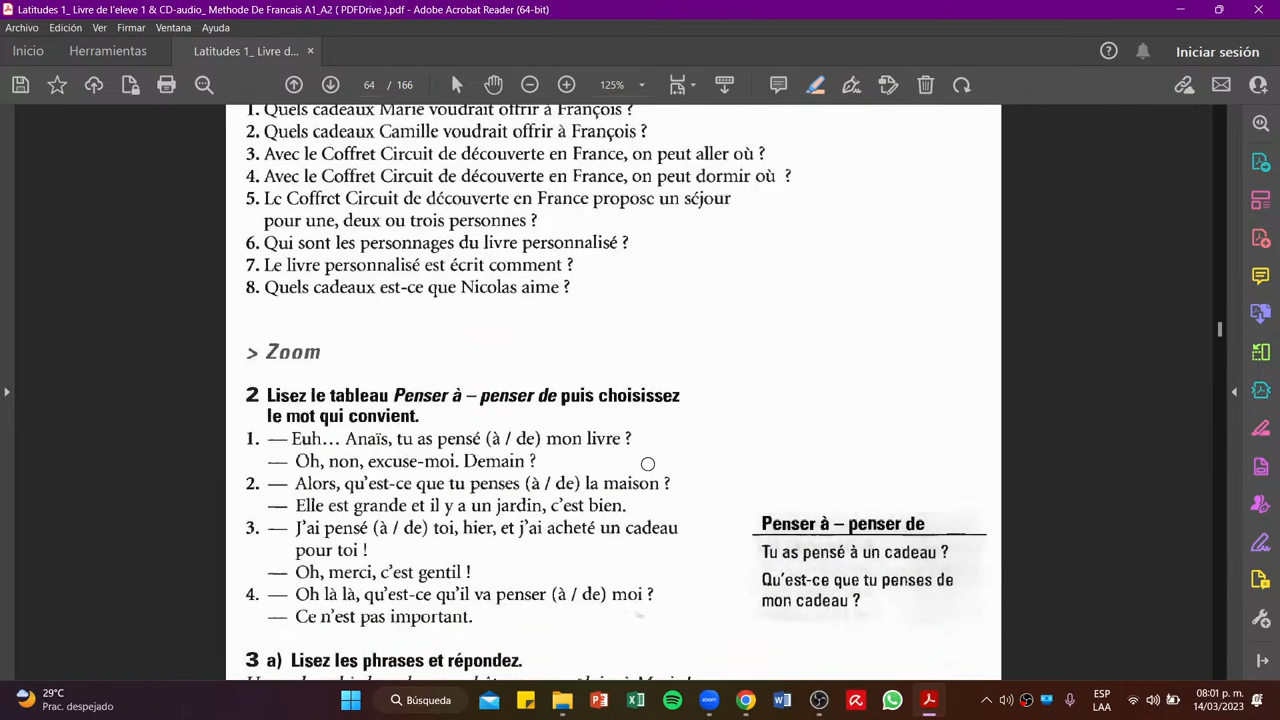 Latitudes 1_ Livre de l'eleve 1 & CD-audio_ Methode De Francais A1_A2 ( PDFDrive ).pdf - Adobe Acrobat Reader (64-bit)
Archivo Edición Ver Firmar Ventana Ayuda
Inicio Herramientas Latitudes 1_ Livre d... × Iniciar sesión
64 / 166 125%
1. Quels cadeaux Marie voudrait offrir à François ?
2. Quels cadeaux Camille voudrait offrir à François ?
3. Avec le Coffret Circuit de découverte en France, on peut aller où ?
4. Avec le Coffret Circuit de découverte en France, on peut dormir où ?
5. Le Coffret Circuit de découverte en France propose un séjour
pour une, deux ou trois personnes ?
6. Qui sont les personnages du livre personnalisé ?
7. Le livre personnalisé est écrit comment ?
8. Quels cadeaux est-ce que Nicolas aime ?
> Zoom
2 Lisez le tableau Penser à – penser de puis choisissez
le mot qui convient.
1. — Euh… Anaïs, tu as pensé (à / de) mon livre ?
— Oh, non, excuse-moi. Demain ?
2. — Alors, qu'est-ce que tu penses (à / de) la maison ?
— Elle est grande et il y a un jardin, c'est bien.
3. — J'ai pensé (à / de) toi, hier, et j'ai acheté un cadeau
pour toi !
— Oh, merci, c'est gentil !
4. — Oh là là, qu'est-ce qu'il va penser (à / de) moi ?
— Ce n'est pas important.
Penser à – penser de
Tu as pensé à un cadeau ?
Qu'est-ce que tu penses de
mon cadeau ?
3 a) Lisez les phrases et répondez.
29°C
Prac. despejado
Búsqueda
ESP
LAA
08:01 p. m.
14/03/2023